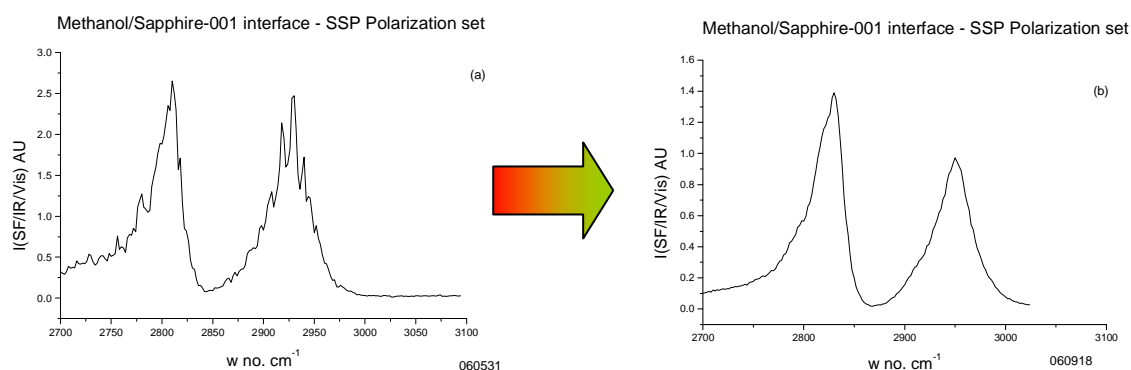 Methanol/Sapphire-001 interface - SSP Polarization set
(a)
I(SF/IR/Vis) AU
3.0
2.5
2.0
1.5
1.0
0.5
0.0
2700 2750 2800 2850 2900 2950 3000 3050 3100
w no. cm-1
060531
Methanol/Sapphire-001 interface - SSP Polarization set
(b)
I(SF/IR/Vis) AU
1.6
1.4
1.2
1.0
0.8
0.6
0.4
0.2
0.0
2700 2800 2900 3000 3100
w no. cm-1
060918